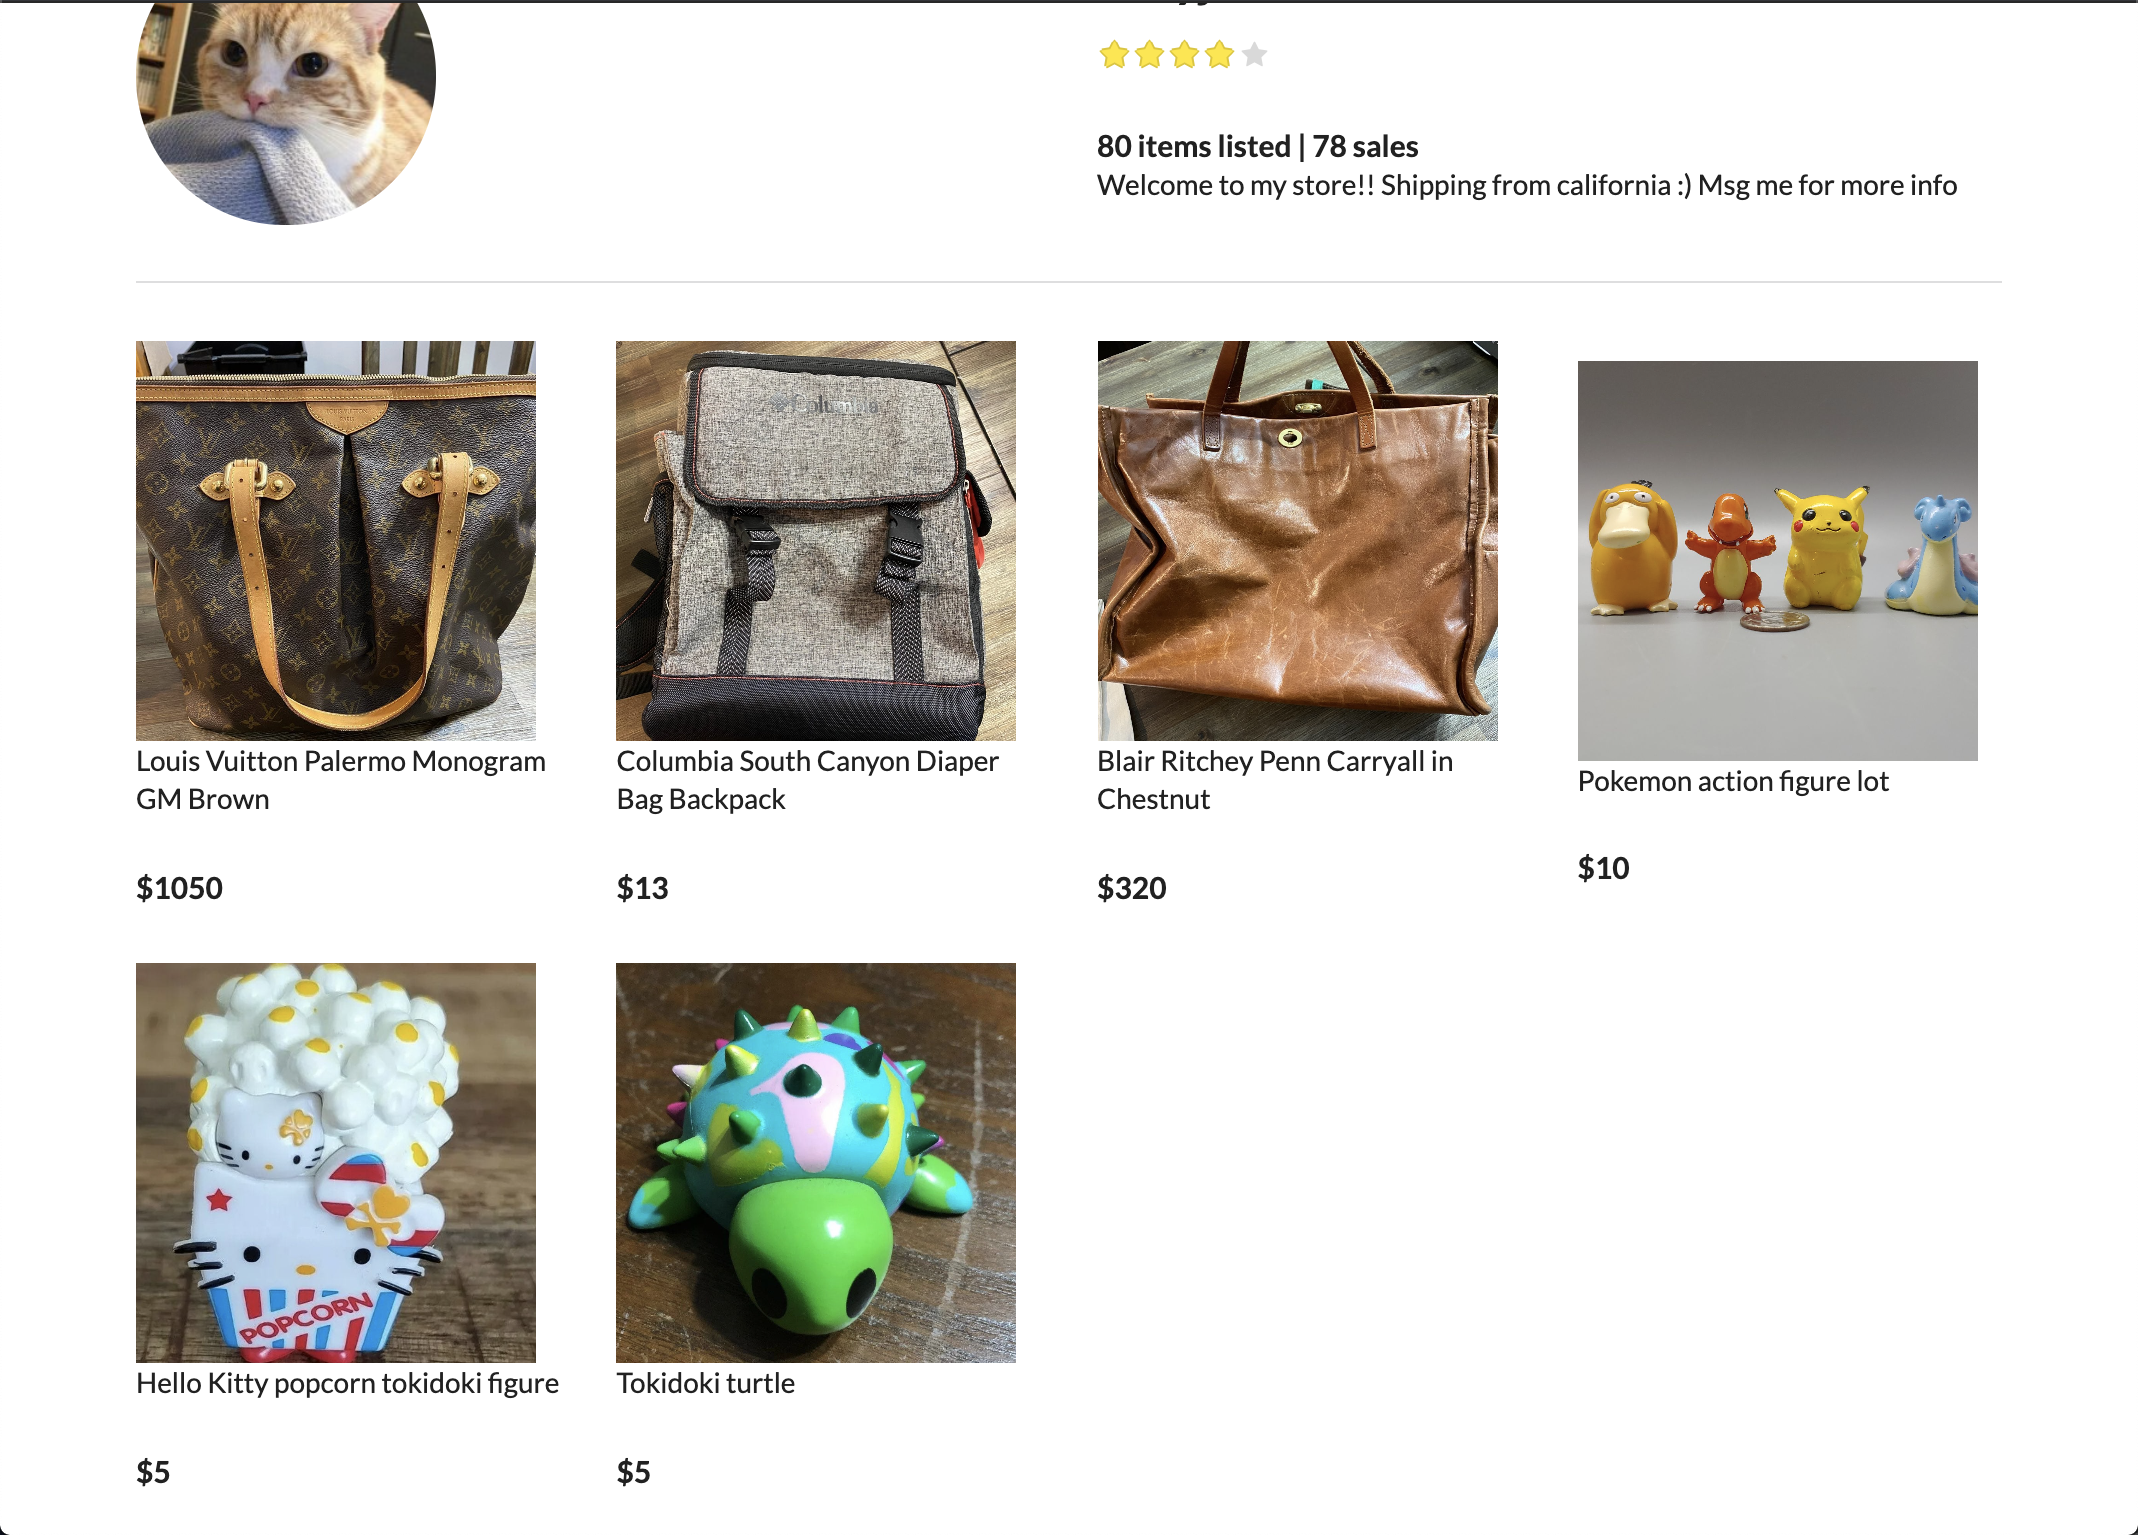 80 items listed | 78 sales
Welcome to my store!! Shipping from california :) Msg me for more info
Columbia
Louis Vuitton Palermo Monogram
GM Brown
$1050
Columbia South Canyon Diaper
Bag Backpack
$13
Blair Ritchey Penn Carryall in
Chestnut
$320
Pokemon action figure lot
$10
POPCORN
Hello Kitty popcorn tokidoki figure
$5
Tokidoki turtle
$5